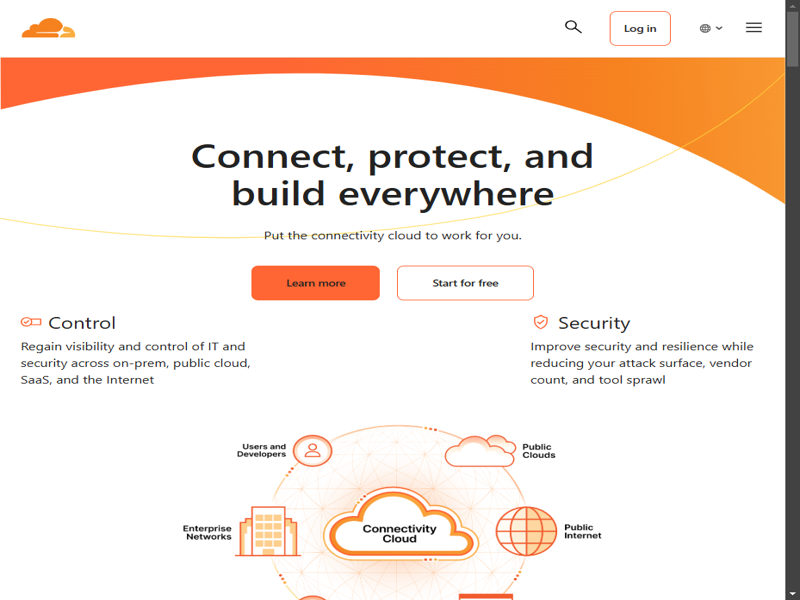 Log in
Connect, protect, and
build everywhere
Put the connectivity cloud to work for you.
Learn more
Start for free
Control
Regain visibility and control of IT and
security across on-prem, public cloud,
SaaS, and the Internet
Security
Improve security and resilience while
reducing your attack surface, vendor
count, and tool sprawl
Users and
Developers
Public
Clouds
Enterprise
Networks
Connectivity
Cloud
Public
Internet